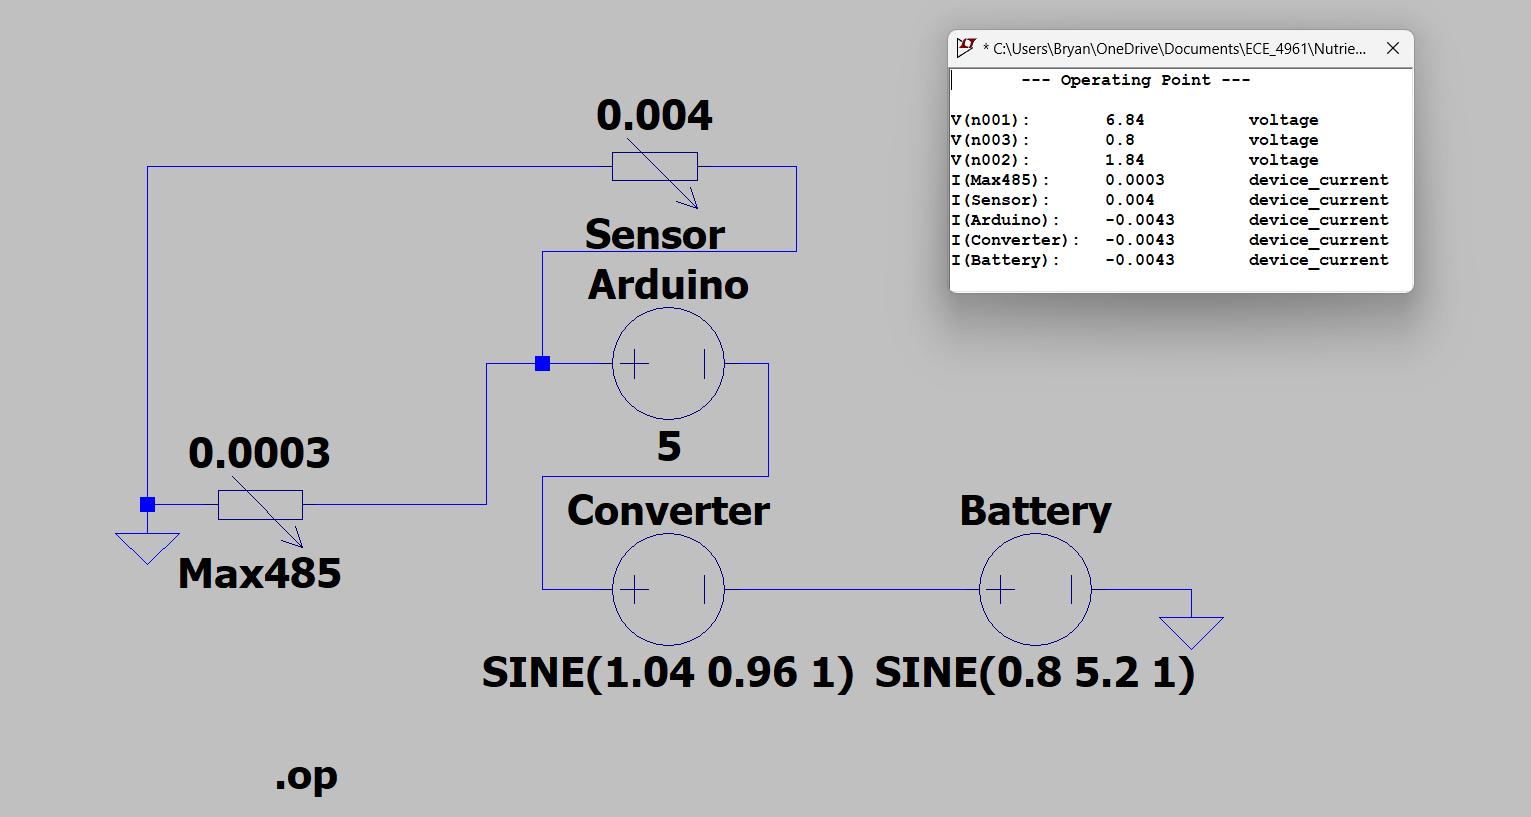 * C:\Users\Bryan\OneDrive\Documents\ECE_4961\Nutrie...
--- Operating Point ---
V(n001): 6.84 voltage
V(n003): 0.8 voltage
V(n002): 1.84 voltage
I(Max485): 0.0003 device_current
I(Sensor): 0.004 device_current
I(Arduino): -0.0043 device_current
I(Converter): -0.0043 device_current
I(Battery): -0.0043 device_current
0.004
Sensor
Arduino
5
0.0003
Max485
Converter
Battery
SINE(1.04 0.96 1)
SINE(0.8 5.2 1)
.op